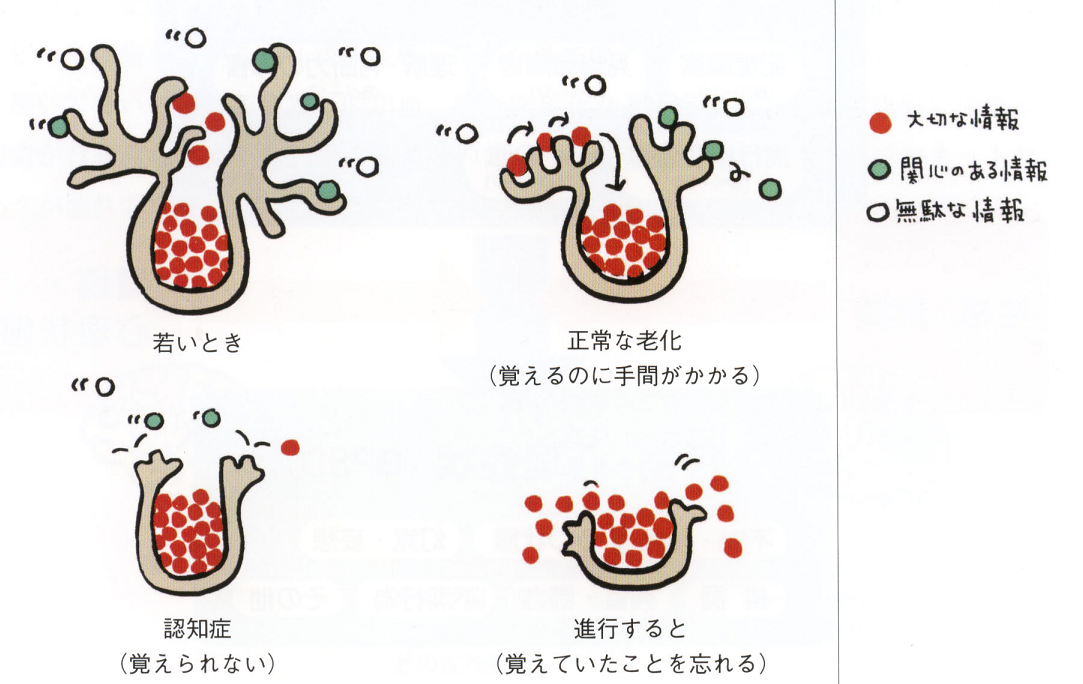 大切な情報
関心のある情報
無駄な情報
若いとき
正常な老化
（覚えるのに手間がかかる）
認知症
（覚えられない）
進行すると
（覚えていたことを忘れる）